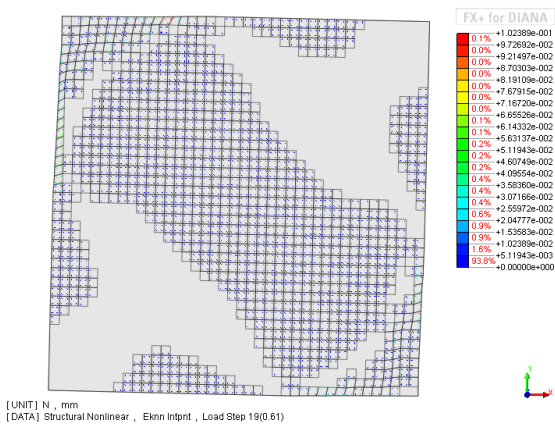 FX+ for DIANA
+1.02389e-001
0.1%
+9.72692e-002
0.0%
+9.21497e-002
0.0%
+8.70303e-002
0.0%
+8.19109e-002
0.0%
+7.67915e-002
0.0%
+7.16720e-002
0.0%
+6.65526e-002
0.1%
+6.14332e-002
0.1%
+5.63137e-002
0.2%
+5.11943e-002
0.2%
+4.60749e-002
0.2%
+4.09554e-002
0.4%
+3.58360e-002
0.4%
+3.07166e-002
0.4%
+2.55972e-002
0.6%
+2.04777e-002
0.9%
+1.53583e-002
0.9%
+1.02389e-002
1.6%
+5.11943e-003
93.8%
+0.00000e+000
Y
X
[UNIT] N , mm
[DATA] Structural Nonlinear , Eknn Intpnt , Load Step 19(0.61)